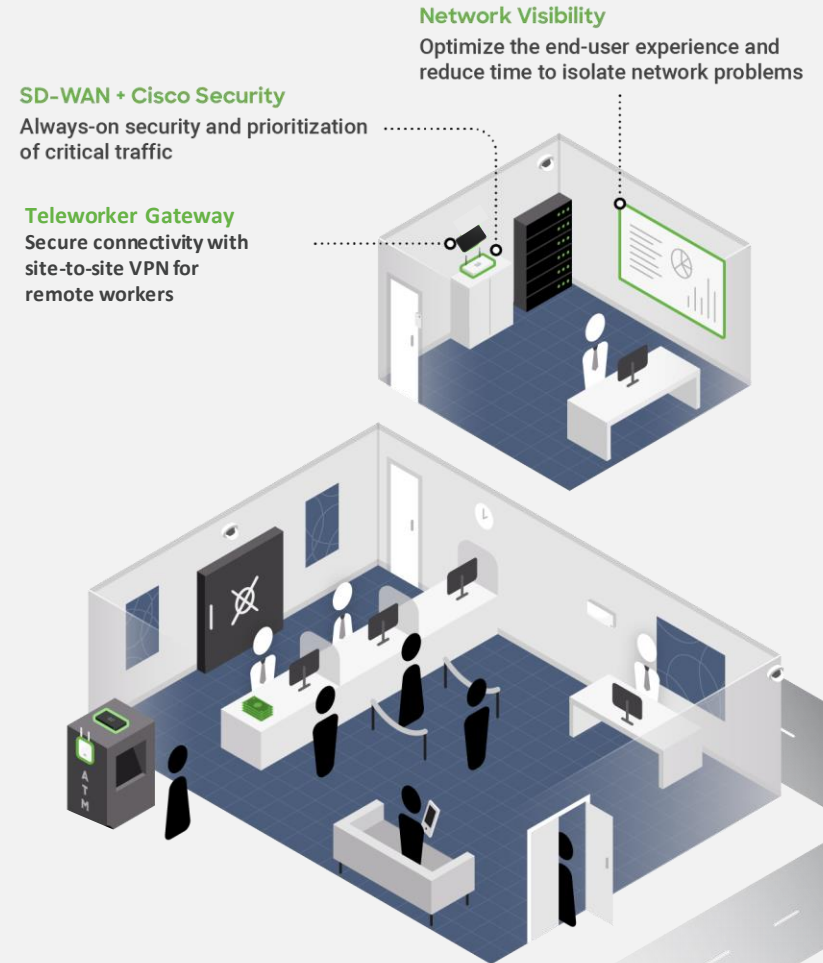 Network Visibility
Optimize the end-user experience and
reduce time to isolate network problems
SD-WAN + Cisco Security
Always-on security and prioritization
of critical traffic
Teleworker Gateway
Secure connectivity with
site-to-site VPN for
remote workers
ATM